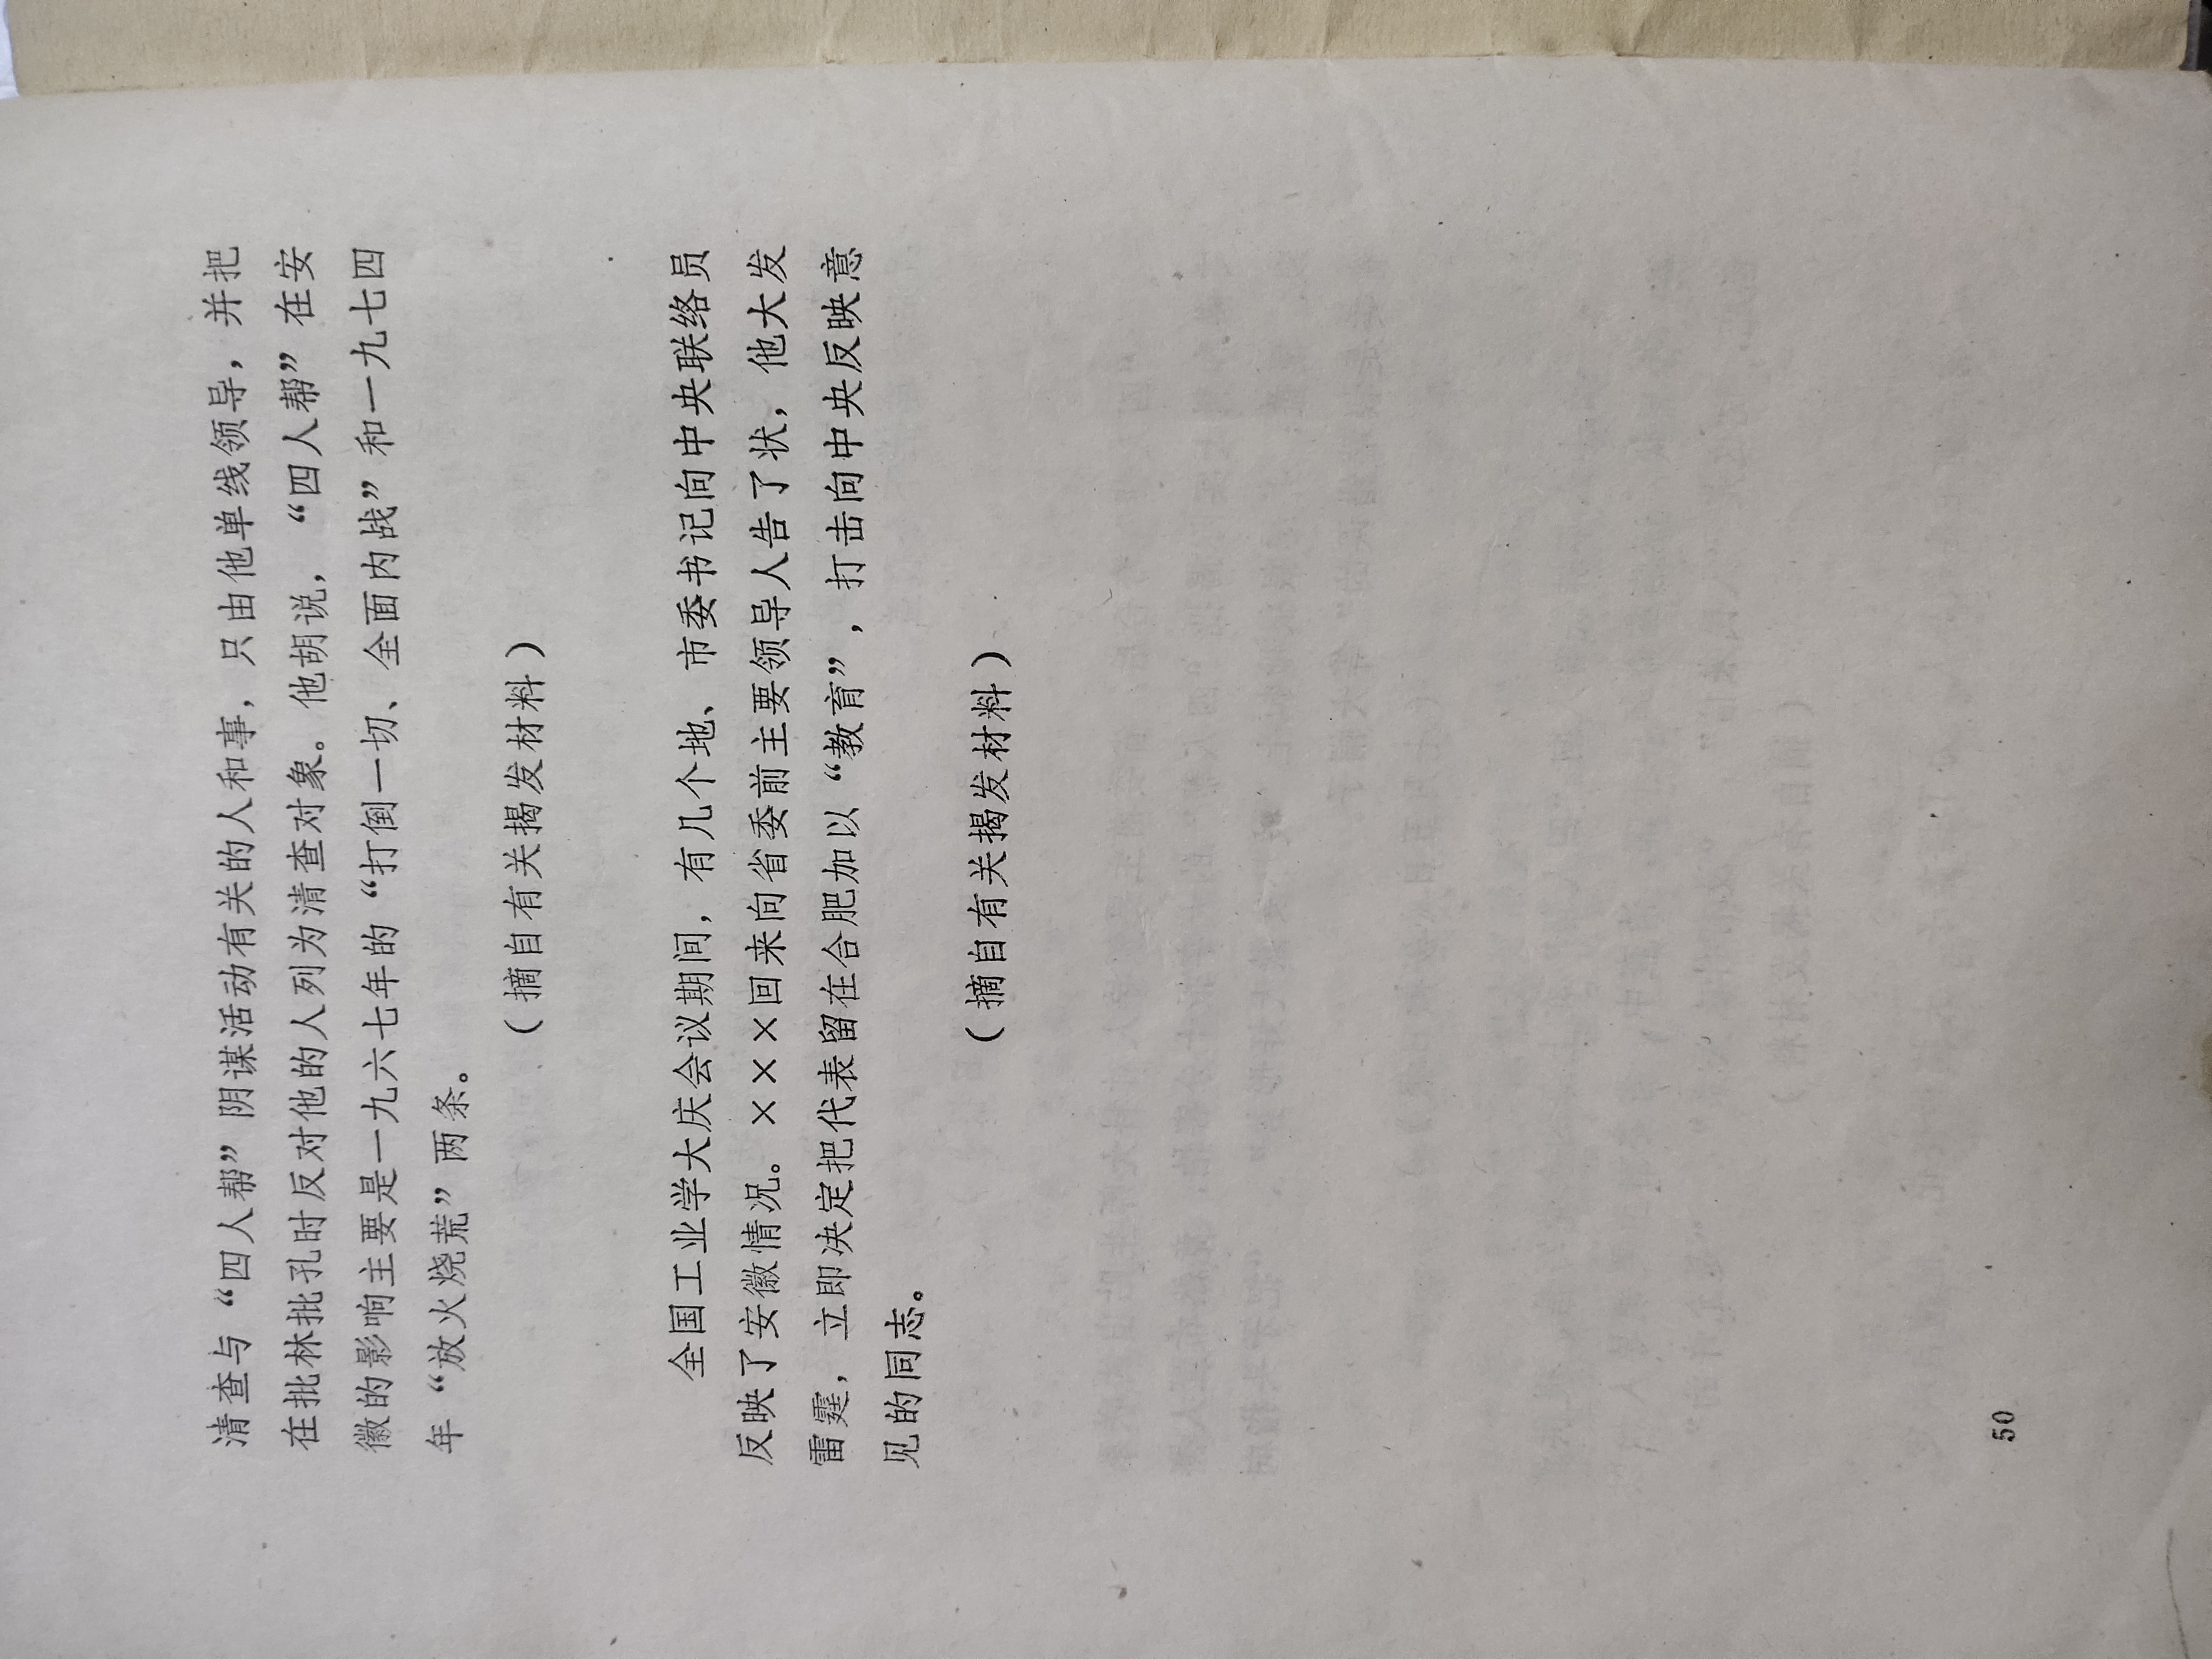 清查与“四人帮”阴谋活动有关的人和事，只由他单线领导，并把
在批林批孔时反对他的人列为清查对象。他胡说，“四人帮”在安
徽的影响主要是一九六七年的“打倒一切、全面内战”和一九七四
年“放火烧荒”两条。
（摘自有关揭发材料）
全国工业学大庆会议期间，有几个地、市委书记向中央联络员
反映了安徽情况。×××回来向省委前主要领导人告了状，他大发
雷霆，立即决定把代表留在合肥加以“教育”，打击向中央反映意
见的同志。
（摘自有关揭发材料）
50